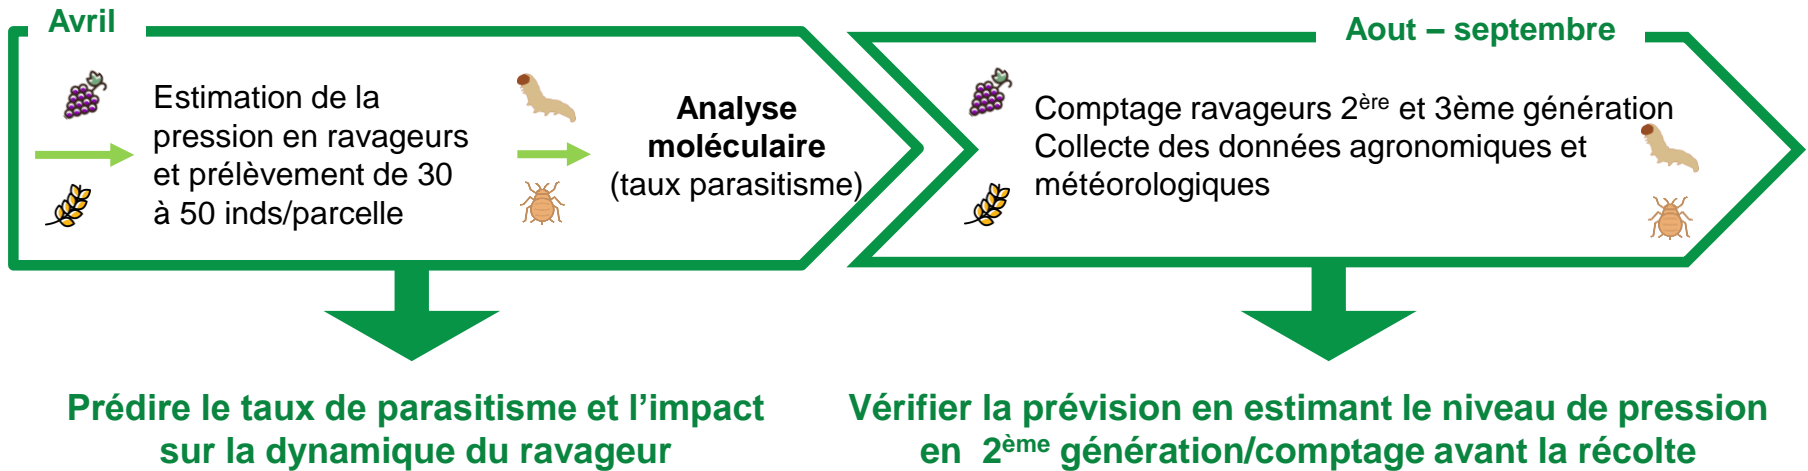 Avril
Estimation de la
pression en ravageurs
et prélèvement de 30
à 50 inds/parcelle
Analyse
moléculaire
(taux parasitisme)
Aout – septembre
Comptage ravageurs 2ère et 3ème génération
Collecte des données agronomiques et
météorologiques
Prédire le taux de parasitisme et l’impact
sur la dynamique du ravageur
Vérifier la prévision en estimant le niveau de pression
en 2ème génération/comptage avant la récolte